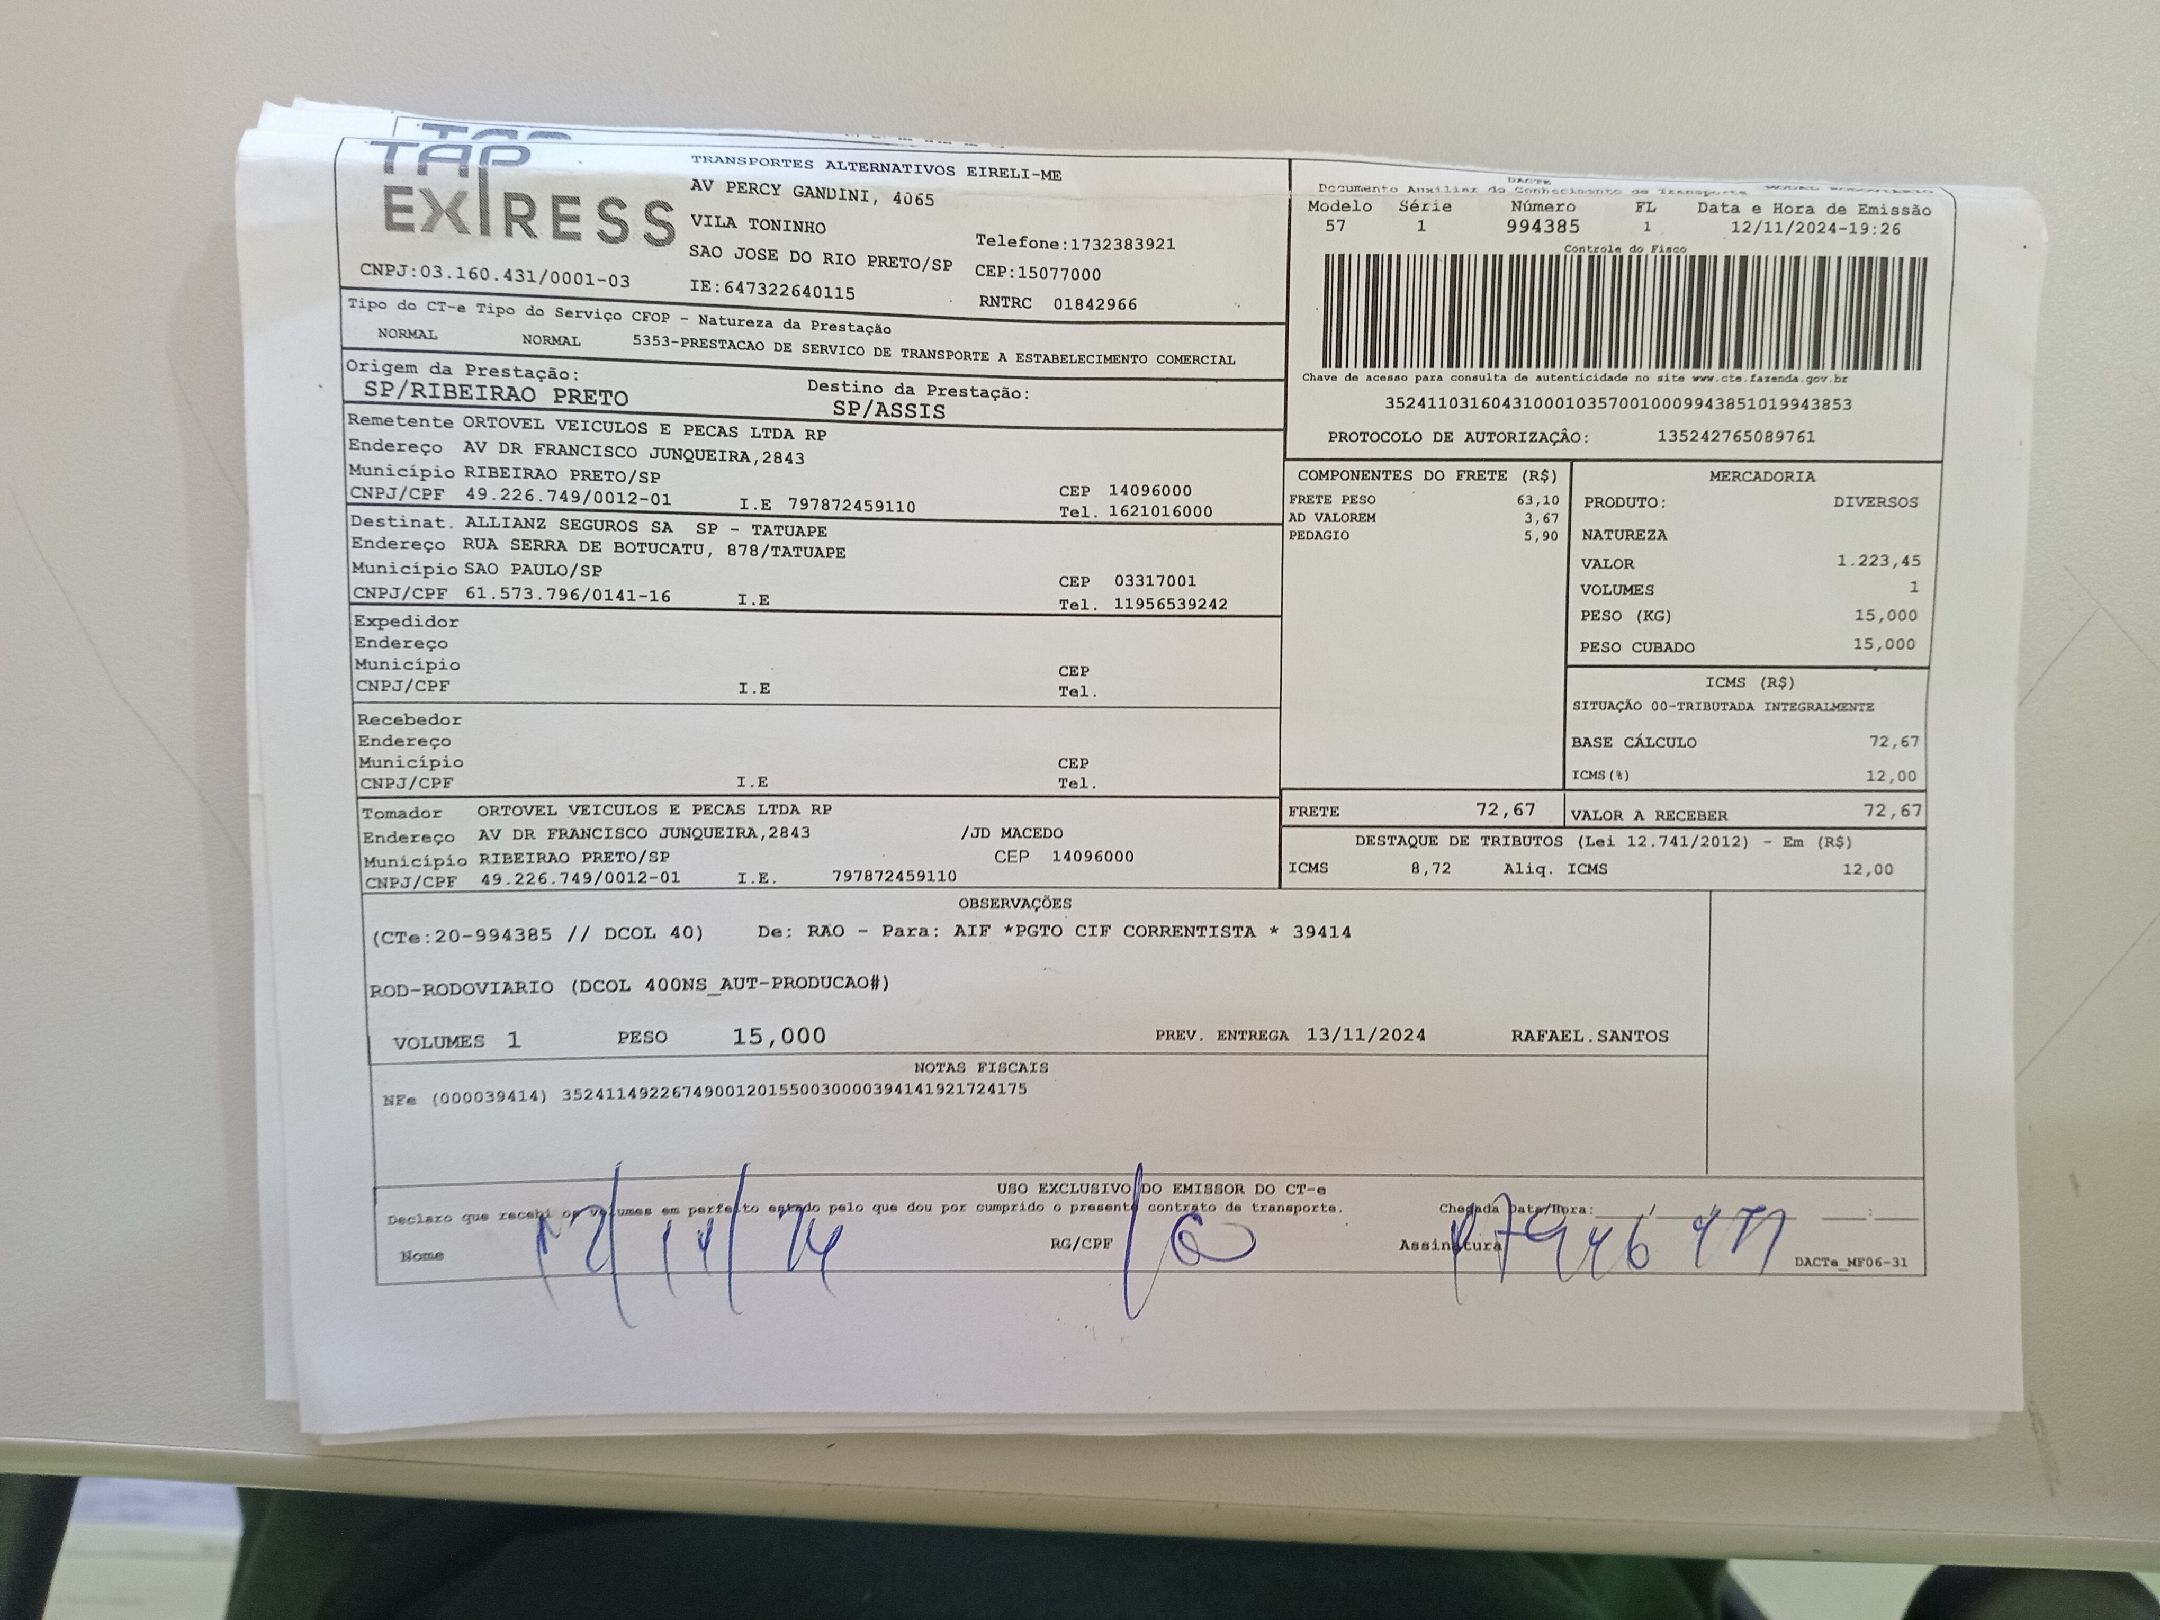 TAP
EXPRESS
TRANSPORTES ALTERNATIVOS EIRELI-ME
AV PERCY GANDINI, 4065
VILA TONINHO
SAO JOSE DO RIO PRETO/SP
Telefone:1732383921
CEP:15077000
CNPJ:03.160.431/0001-03
IE:647322640115
RNTRC 01842966
DACTE
Documento Auxiliar do Conhecimento de Transporte
Modelo Série Número FL Data e Hora de Emissão
57 1 994385 1 12/11/2024-19:26
Controle do Fisco
Chave de acesso para consulta de autenticidade no site www.cte.fazenda.gov.br
35241103160431000103570010009943851019943853
PROTOCOLO DE AUTORIZAÇÂO: 135242765089761
Tipo do CT-e Tipo do Serviço CFOP - Natureza da Prestação
NORMAL NORMAL 5353-PRESTACAO DE SERVICO DE TRANSPORTE A ESTABELECIMENTO COMERCIAL
Origem da Prestação: Destino da Prestação:
SP/RIBEIRAO PRETO SP/ASSIS
Remetente ORTOVEL VEICULOS E PECAS LTDA RP
Endereço AV DR FRANCISCO JUNQUEIRA,2843
Município RIBEIRAO PRETO/SP CEP 14096000
CNPJ/CPF 49.226.749/0012-01 I.E 797872459110 Tel. 1621016000
Destinat. ALLIANZ SEGUROS SA SP - TATUAPE
Endereço RUA SERRA DE BOTUCATU, 878/TATUAPE
Município SAO PAULO/SP CEP 03317001
CNPJ/CPF 61.573.796/0141-16 I.E Tel. 11956539242
Expedidor
Endereço
Município CEP
CNPJ/CPF I.E Tel.
Recebedor
Endereço
Município CEP
CNPJ/CPF I.E Tel.
Tomador ORTOVEL VEICULOS E PECAS LTDA RP
Endereço AV DR FRANCISCO JUNQUEIRA,2843 /JD MACEDO
Município RIBEIRAO PRETO/SP CEP 14096000
CNPJ/CPF 49.226.749/0012-01 I.E. 797872459110
COMPONENTES DO FRETE (R$)
FRETE PESO 63,10
AD VALOREM 3,67
PEDAGIO 5,90
MERCADORIA
PRODUTO: DIVERSOS
NATUREZA
VALOR 1.223,45
VOLUMES 1
PESO (KG) 15,000
PESO CUBADO 15,000
ICMS (R$)
SITUAÇÃO 00-TRIBUTADA INTEGRALMENTE
BASE CÁLCULO 72,67
ICMS(%) 12,00
FRETE 72,67 VALOR A RECEBER 72,67
DESTAQUE DE TRIBUTOS (Lei 12.741/2012) - Em (R$)
ICMS 8,72 Aliq. ICMS 12,00
OBSERVAÇÕES
(CTe:20-994385 // DCOL 40) De: RAO - Para: AIF *PGTO CIF CORRENTISTA * 39414
ROD-RODOVIARIO (DCOL 400NS_AUT-PRODUCAO#)
VOLUMES 1 PESO 15,000 PREV. ENTREGA 13/11/2024 RAFAEL.SANTOS
NOTAS FISCAIS
NFe (000039414) 35241149226749001201550030000394141921724175
USO EXCLUSIVO DO EMISSOR DO CT-e
Declaro que recebi os volumes em perfeito estado pelo que dou por cumprido o presente contrato de transporte. Chegada Data/Hora: __/__/__ __:__
Nome RG/CPF Assinatura
DACTe_MF06-31